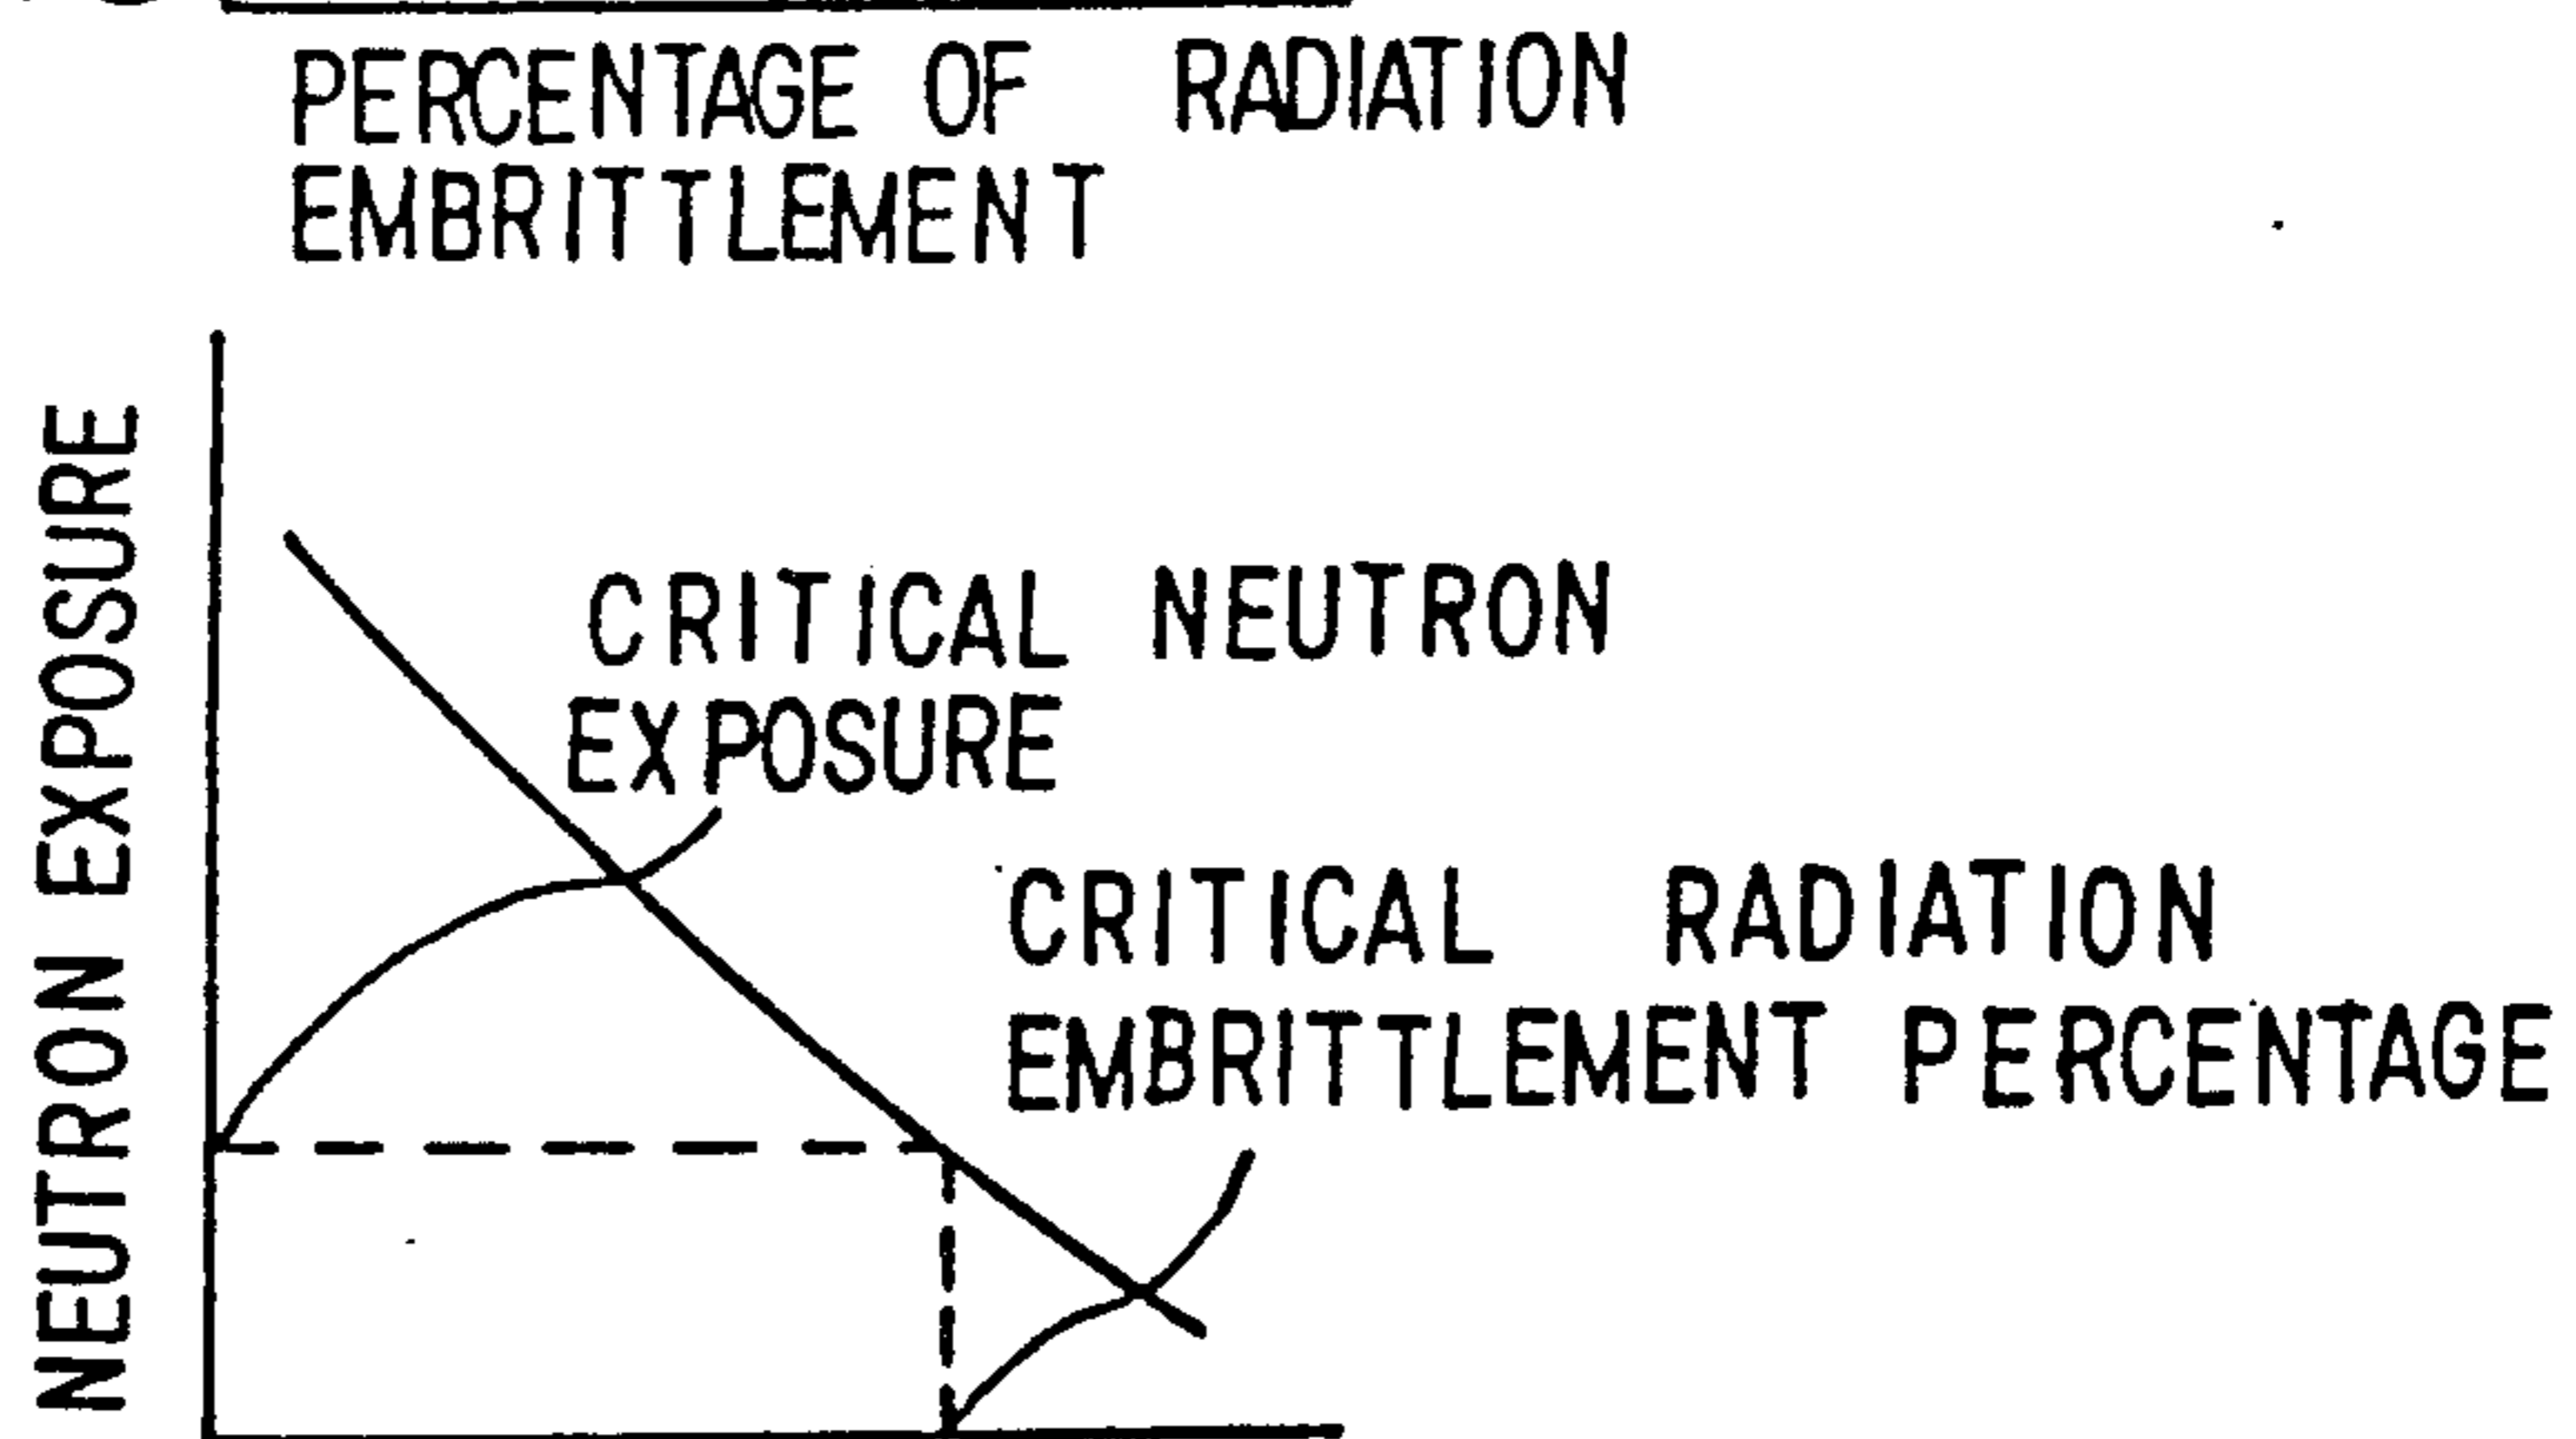 PERCENTAGE OF RADIATION
EMBRITTLEMENT
NEUTRON EXPOSURE
CRITICAL NEUTRON
EXPOSURE
CRITICAL RADIATION
EMBRITTLEMENT PERCENTAGE